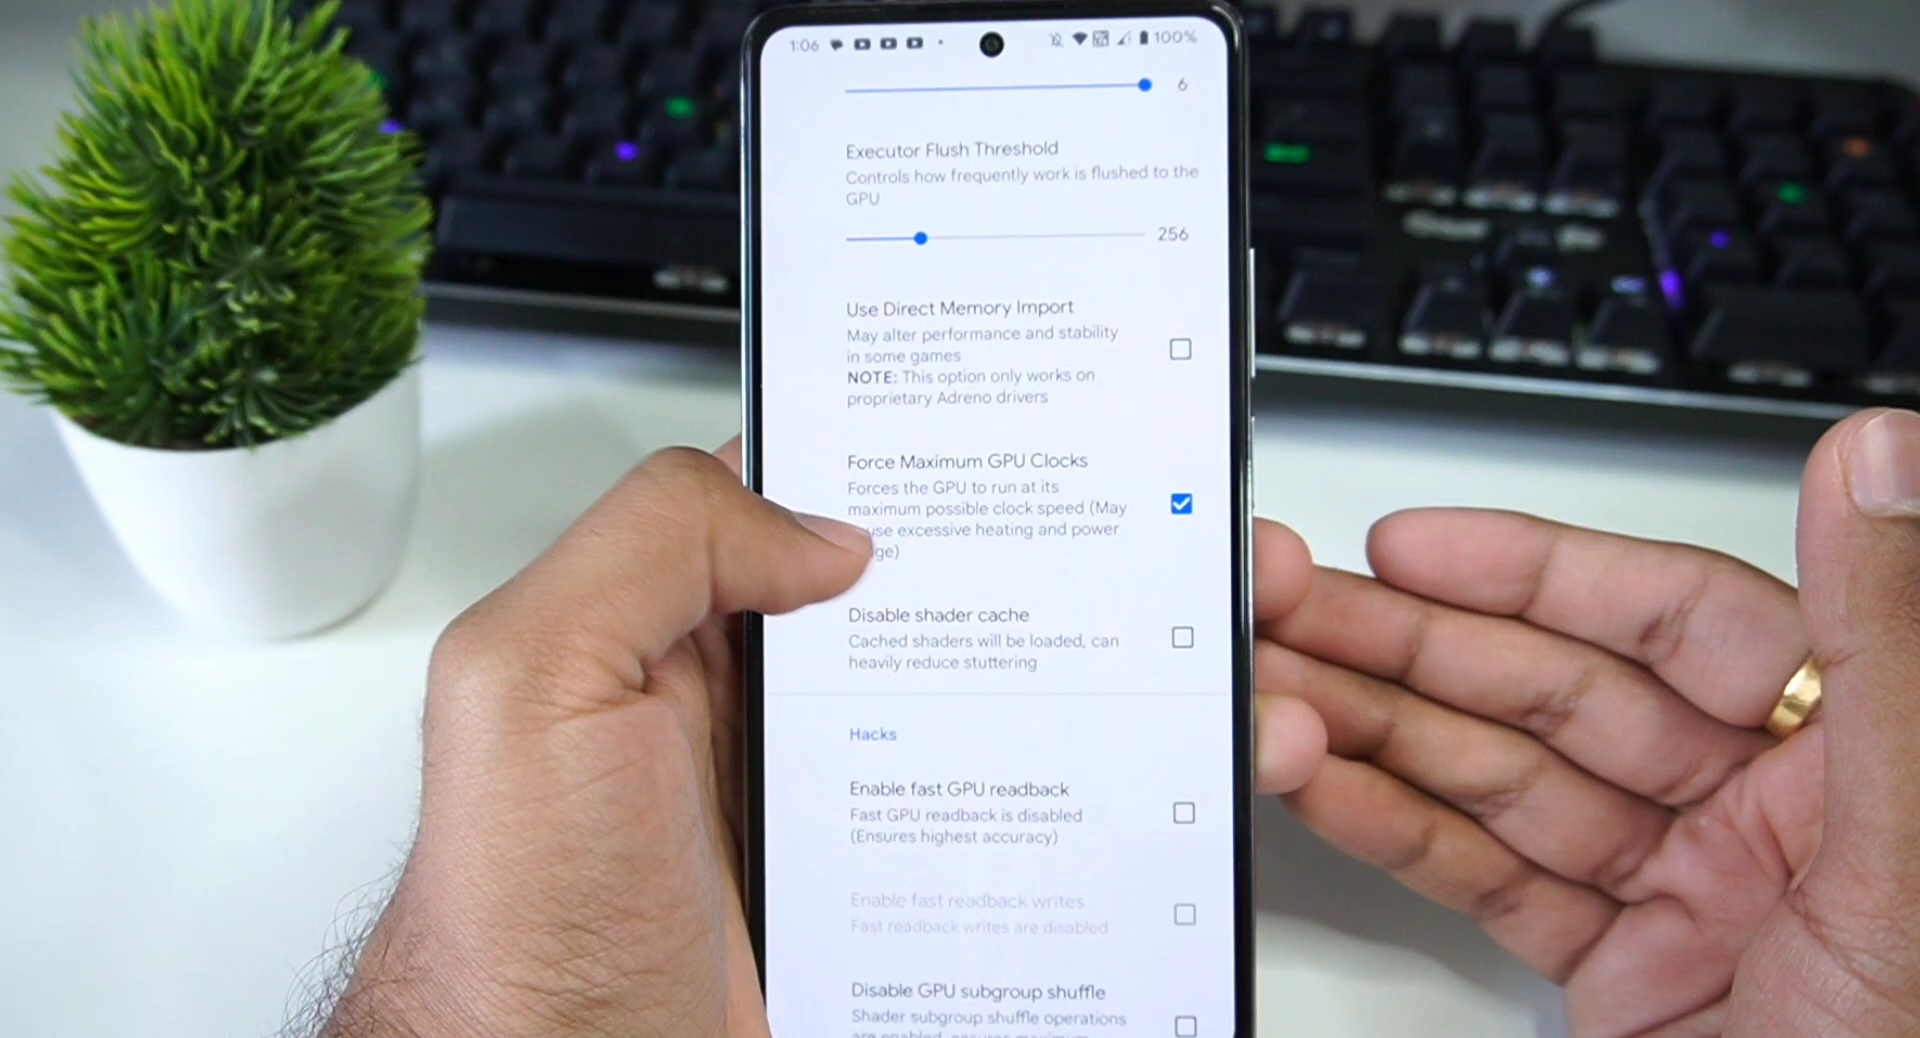 1:06
100%
6
Executor Flush Threshold
Controls how frequently work is flushed to the
GPU
256
Use Direct Memory Import
May alter performance and stability
in some games
NOTE: This option only works on
proprietary Adreno drivers
Force Maximum GPU Clocks
Forces the GPU to run at its
maximum possible clock speed (May
excessive heating and power
Disable shader cache
Cached shaders will be loaded, can
heavily reduce stuttering
Hacks
Enable fast GPU readback
Fast GPU readback is disabled
(Ensures highest accuracy)
Enable fast readback writes
Fast readback writes are disabled
Disable GPU subgroup shuffle
Shader subgroup shuffle operations
are enabled, ensures maximum